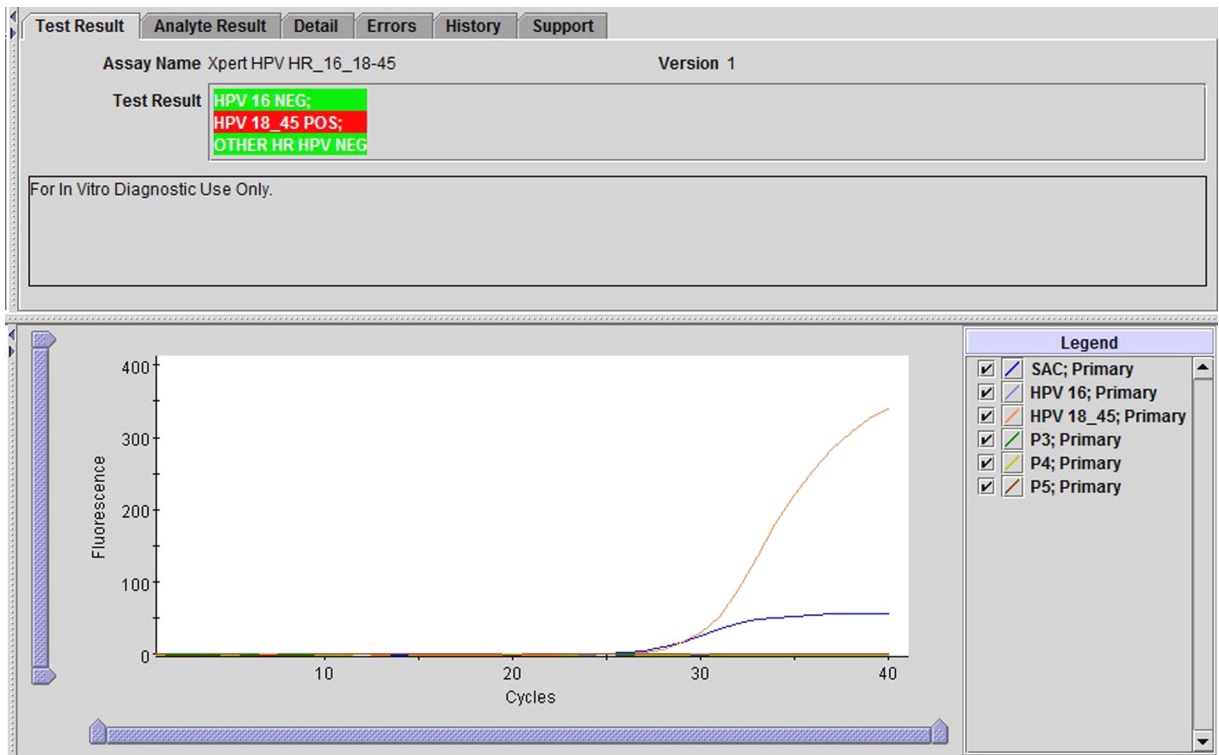 Test Result Analyte Result Detail Errors History Support
Assay Name Xpert HPV HR_16_18-45 Version 1
Test Result HPV 16 NEG;
HPV 18_45 POS;
OTHER HR HPV NEG
For In Vitro Diagnostic Use Only.
Legend
SAC; Primary
HPV 16; Primary
HPV 18_45; Primary
P3; Primary
P4; Primary
P5; Primary
400
300
200
100
0
Fluorescence
10 20 30 40
Cycles